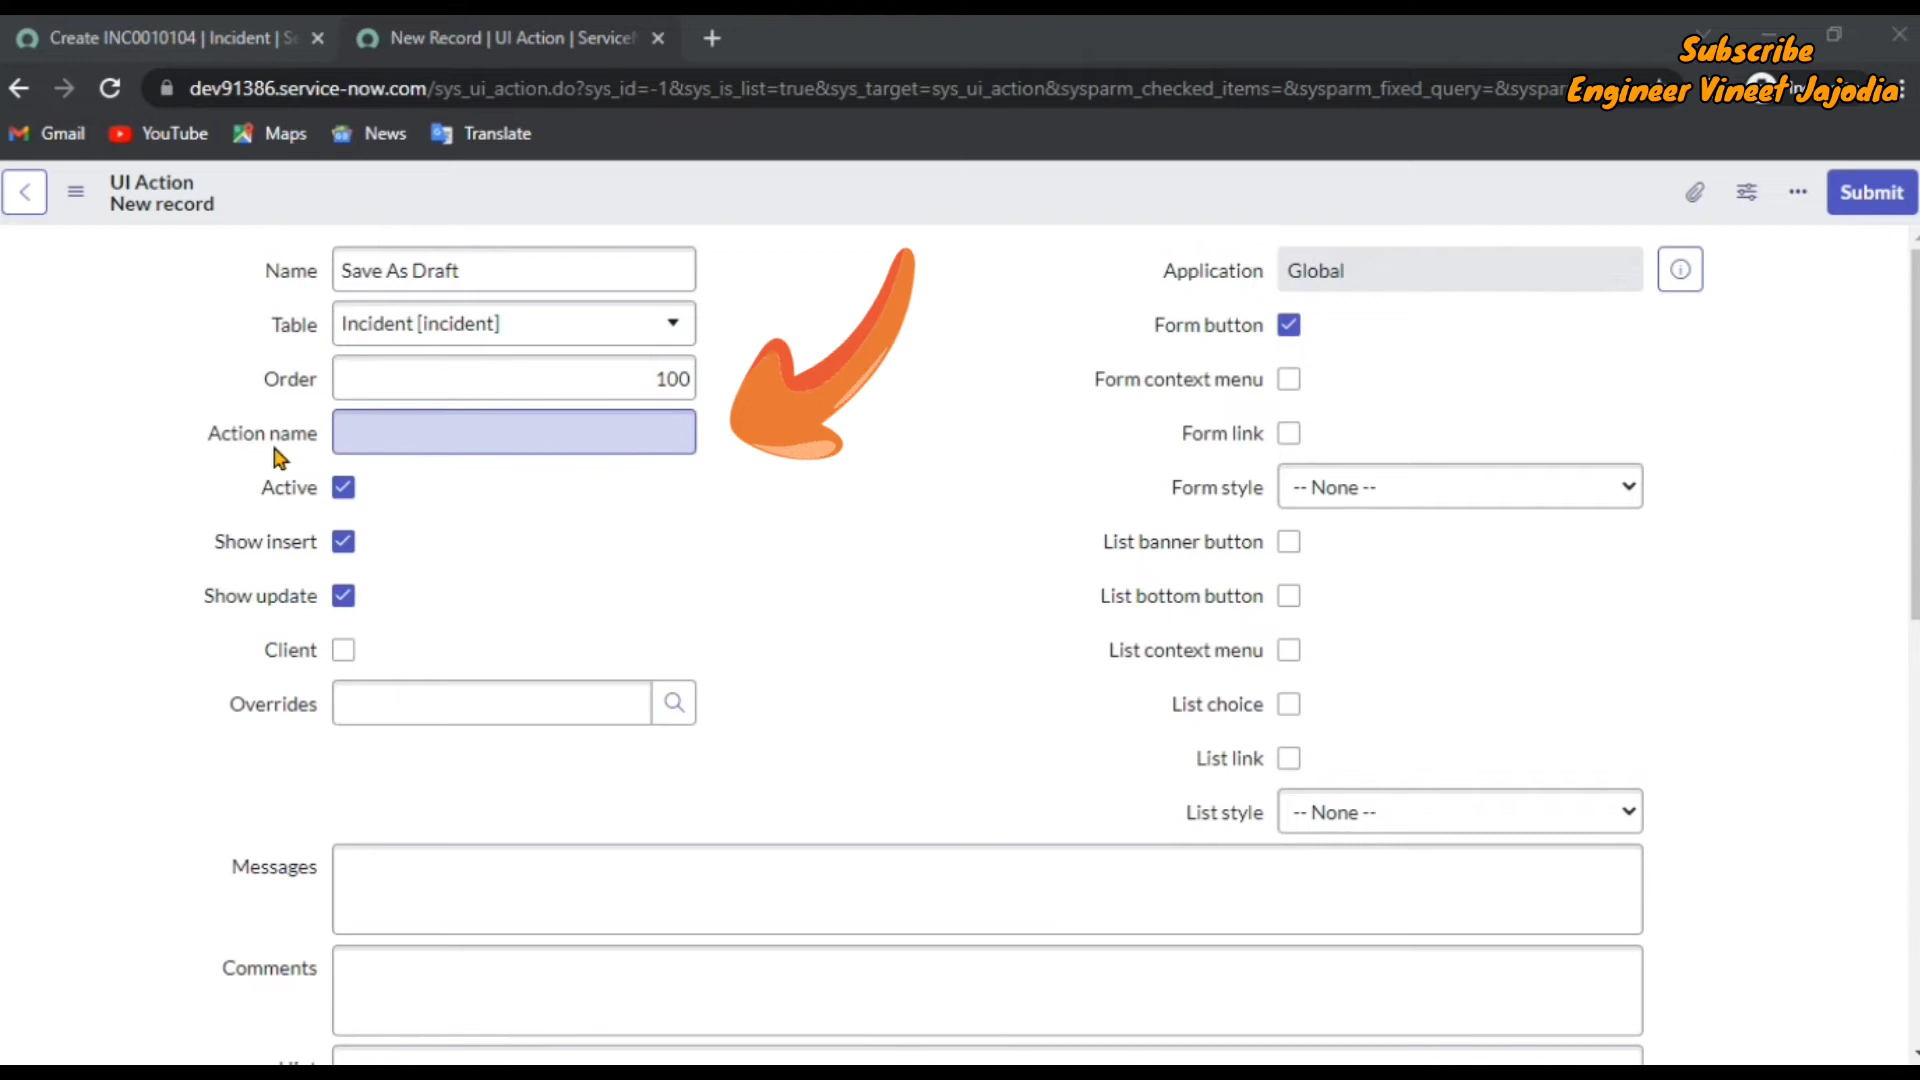 Create INC0010104 | Incident | S
New Record | UI Action | Service
Subscribe
Engineer Vineet Jajodia
dev91386.service-now.com/sys_ui_action.do?sys_id=-1&sys_is_list=true&sys_target=sys_ui_action&sysparm_checked_items=&sysparm_fixed_query=&syspar
Gmail
YouTube
Maps
News
Translate
UI Action
New record
Submit
Name
Save As Draft
Application
Global
Table
Incident [incident]
Form button
Order
100
Form context menu
Action name
Form link
Active
Form style
-- None --
Show insert
List banner button
Show update
List bottom button
Client
List context menu
Overrides
List choice
List link
List style
-- None --
Messages
Comments